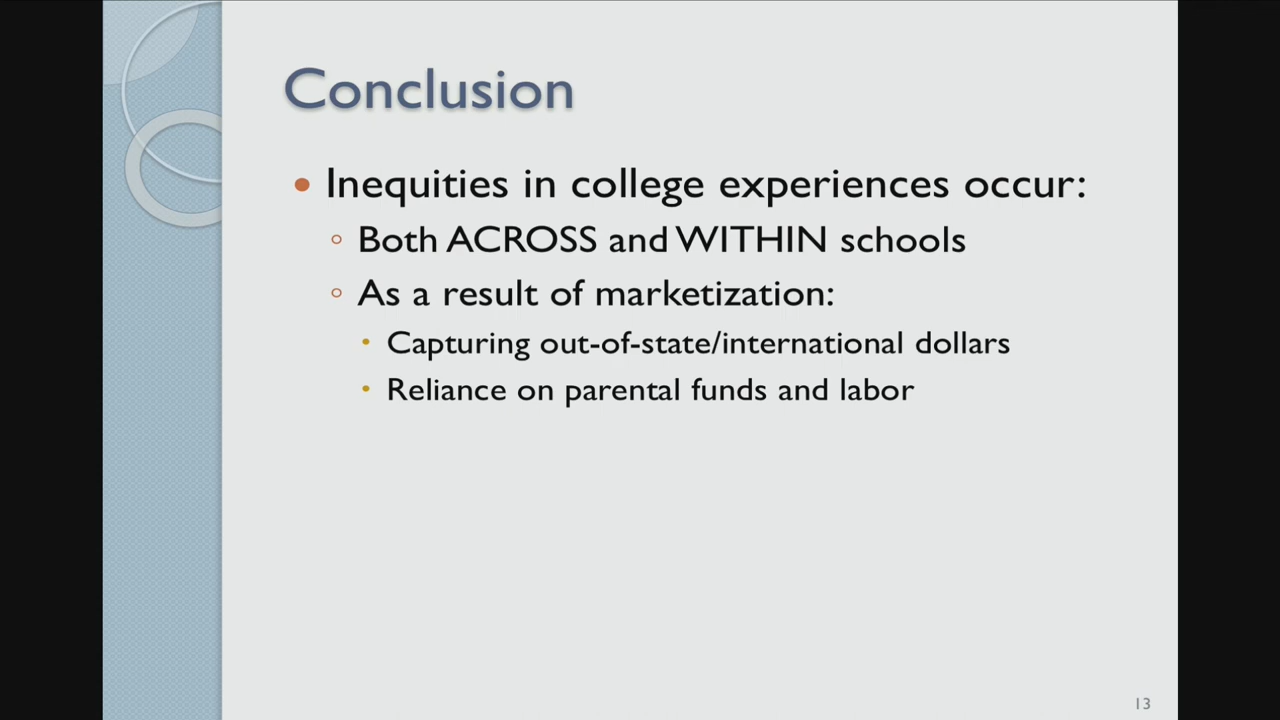 Conclusion
Inequities in college experiences occur:
Both ACROSS and WITHIN schools
As a result of marketization:
Capturing out-of-state/international dollars
Reliance on parental funds and labor
13